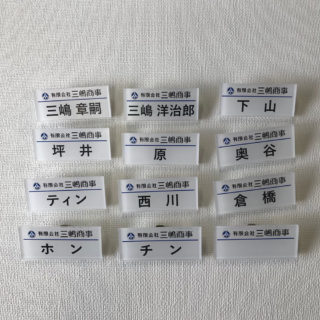 有限会社 三嶋商事
三嶋 章嗣
有限会社 三嶋商事
三嶋 洋治郎
有限会社 三嶋商事
下 山
有限会社 三嶋商事
坪 井
有限会社 三嶋商事
原
有限会社 三嶋商事
奥 谷
有限会社 三嶋商事
ティン
有限会社 三嶋商事
西 川
有限会社 三嶋商事
倉 橋
有限会社 三嶋商事
ホ ン
有限会社 三嶋商事
チ ン
有限会社 三嶋商事